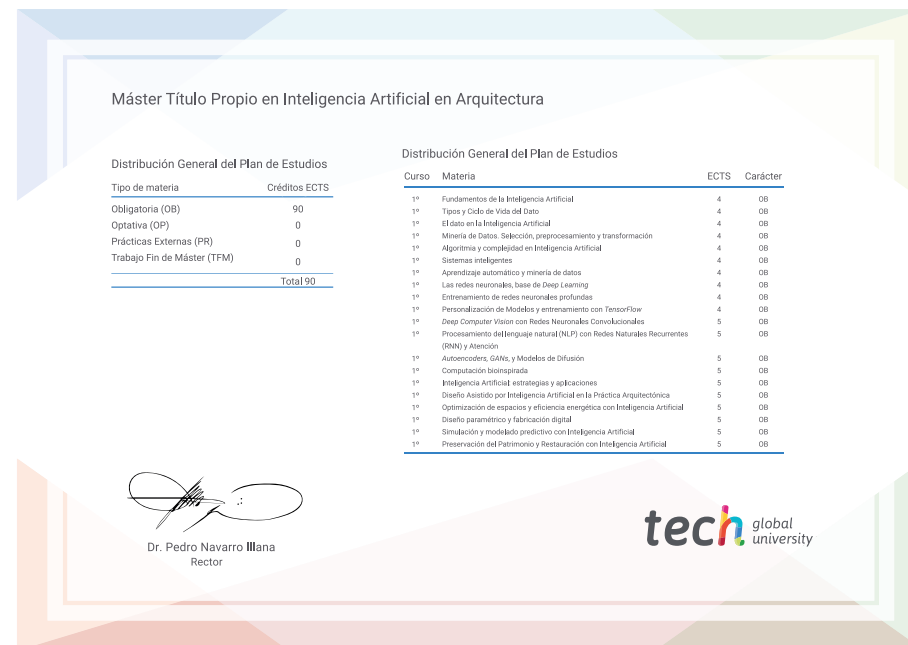 Máster Título Propio en Inteligencia Artificial en Arquitectura
Distribución General del Plan de Estudios
Tipo de materia Créditos ECTS
Obligatoria (OB) 90
Optativa (OP) 0
Prácticas Externas (PR) 0
Trabajo Fin de Máster (TFM) 0
Total 90
Distribución General del Plan de Estudios
Curso Materia ECTS Carácter
1º Fundamentos de la Inteligencia Artificial 4 OB
1º Tipos y Ciclo de Vida del Dato 4 OB
1º El dato en la Inteligencia Artificial 4 OB
1º Minería de Datos. Selección, preprocesamiento y transformación 4 OB
1º Algoritmia y complejidad en Inteligencia Artificial 4 OB
1º Sistemas inteligentes 4 OB
1º Aprendizaje automático y minería de datos 4 OB
1º Las redes neuronales, base de Deep Learning 4 OB
1º Entrenamiento de redes neuronales profundas 4 OB
1º Personalización de Modelos y entrenamiento con TensorFlow 4 OB
1º Deep Computer Vision con Redes Neuronales Convolucionales 5 OB
1º Procesamiento del lenguaje natural (NLP) con Redes Naturales Recurrentes 5 OB
(RNN) y Atención
1º Autoencoders, GANs, y Modelos de Difusión 5 OB
1º Computación bioinspirada 5 OB
1º Inteligencia Artificial: estrategias y aplicaciones 5 OB
1º Diseño Asistido por Inteligencia Artificial en la Práctica Arquitectónica 5 OB
1º Optimización de espacios y eficiencia energética con Inteligencia Artificial 5 OB
1º Diseño paramétrico y fabricación digital 5 OB
1º Simulación y modelado predictivo con Inteligencia Artificial 5 OB
1º Preservación del Patrimonio y Restauración con Inteligencia Artificial 5 OB
Dr. Pedro Navarro Illana
Rector
tech global
university